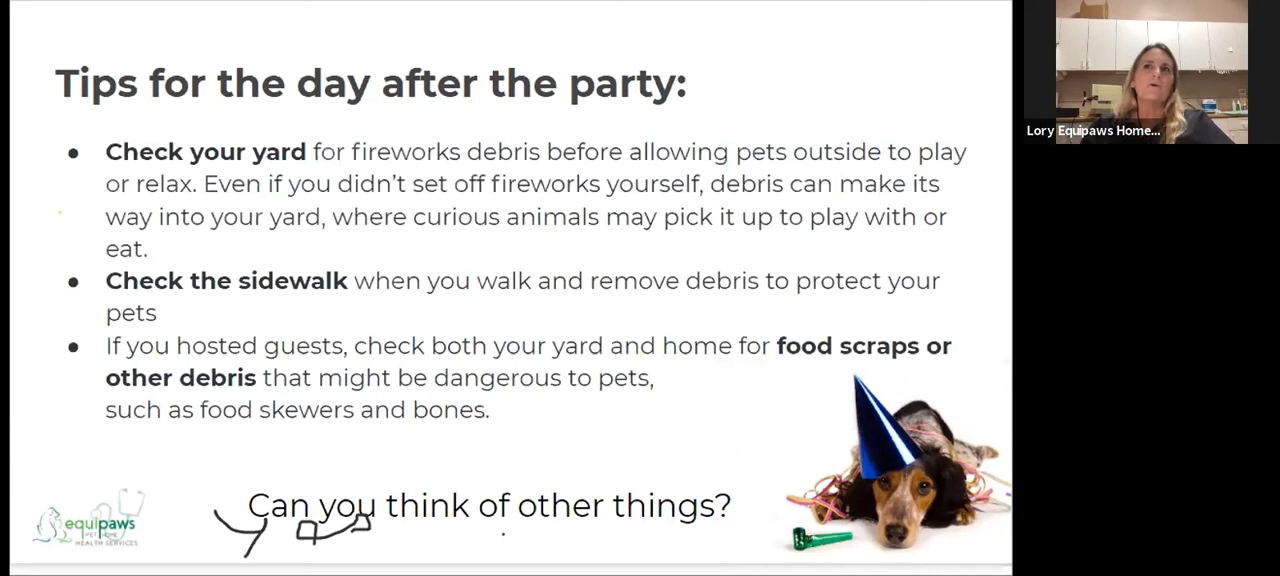 Tips for the day after the party:
● Check your yard for fireworks debris before allowing pets outside to play
or relax. Even if you didn't set off fireworks yourself, debris can make its
way into your yard, where curious animals may pick it up to play with or
eat.
● Check the sidewalk when you walk and remove debris to protect your
pets
● If you hosted guests, check both your yard and home for food scraps or
other debris that might be dangerous to pets,
such as food skewers and bones.
Can you think of other things?
equipaws
PET HOME
HEALTH SERVICES
Lory Equipaws Home...